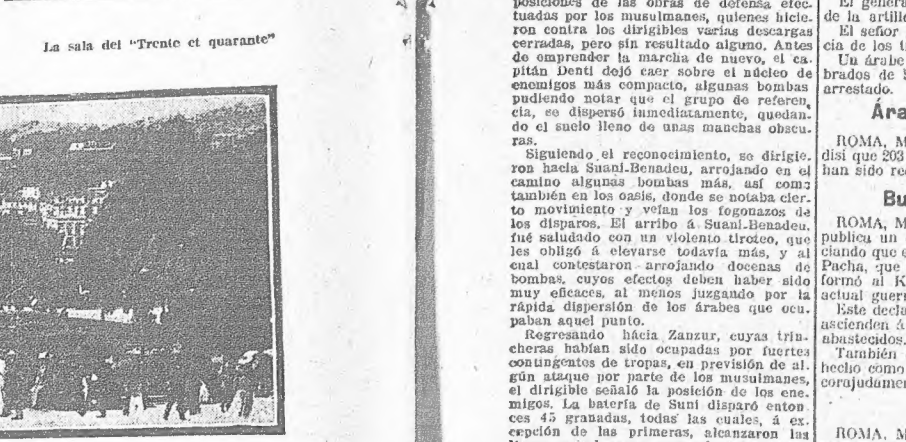 La sala del "Trente et quarante"
posiciones de las obras de defensa efec-
tuadas por los musulmanes, quienes hicie-
ron contra los dirigibles varias descargas
cerradas, pero sin resultado alguno. Antes
de emprender la marcha de nuevo, el ca-
pitán Denti dejó caer sobre el núcleo de
enemigos más compacto, algunas bombas
pudiendo notar que el grupo de referen,
cia, se dispersó inmediatamente, quedan-
do el suelo lleno de unas manchas obscu-
ras.
Siguiendo el reconocimiento, se dirigie-
ron hacia Suani-Benadeu, arrojando en el
camino algunas bombas más, así como
también en los oasis, donde se notaba cier-
to movimiento y veían los fogonazos de
los disparos. El arribo á Suani-Benadeu,
fué saludado con un violento tiroteo, que
les obligó á elevarse todavía más, y al
cual contestaron arrojando docenas de
bombas, cuyos efectos deben haber sido
muy eficaces, al menos juzgando por la
rápida dispersión de los árabes que ocu-
paban aquel punto.
Regresando hácia Zanzur, cuyas trin-
cheras habían sido ocupadas por fuertes
contingentes de tropas, en previsión de al-
gún ataque por parte de los musulmanes,
el dirigible señaló la posición de los ene-
migos. La batería de Suni disparó enton
ces 45 granadas, todas las cuales, á ex-
cepción de las primeras, alcanzaron las
El genera
de la artille
El señor
cia de los t
Un árabe
brados de
arrestado.
Ára
ROMA, M
disi que 203
han sido re
Bu
ROMA, M
publica un
ciando que e
Pacha, que
formó al K
actual guer
Este decla
ascienden á
abastecidos.
También
hecho como
corajudamen
ROMA, M